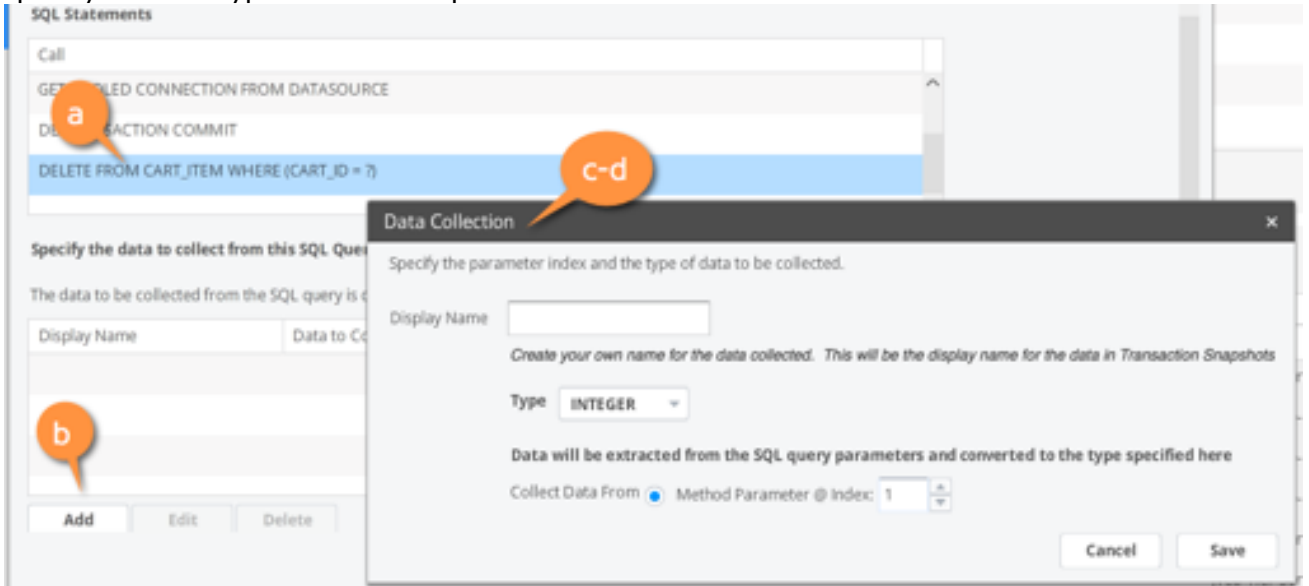 SQL Statements
Call
GET LED CONNECTION FROM DATASOURCE
a
ACTION COMMIT
DELETE FROM CART_ITEM WHERE (CART_ID = ?)
c-d
Data Collection ×
Specify the data to collect from this SQL
Specify the parameter index and the type of data to be collected.
The data to be collected from the SQL query is
Display Name
Display Name Data to
Create your own name for the data collected. This will be the display name for the data in Transaction Snapshots
Type INTEGER
b
Data will be extracted from the SQL query parameters and converted to the type specified here
Collect Data From Method Parameter @ Index: 1
Add Edit Delete
Cancel Save